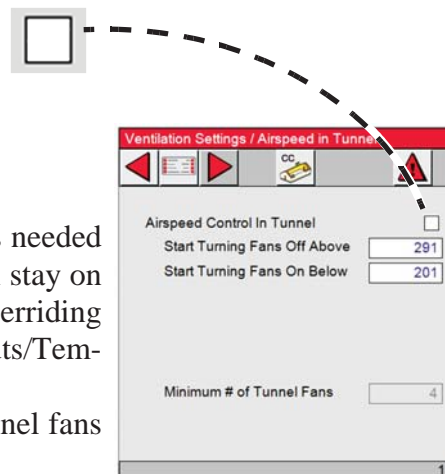 Ventilation Settings / Airspeed in Tunnel
CC
Airspeed Control In Tunnel
Start Turning Fans Off Above 291
Start Turning Fans On Below 201
Minimum # of Tunnel Fans 4
1
needed
stay on
erriding
ts/Tem-
nel fans